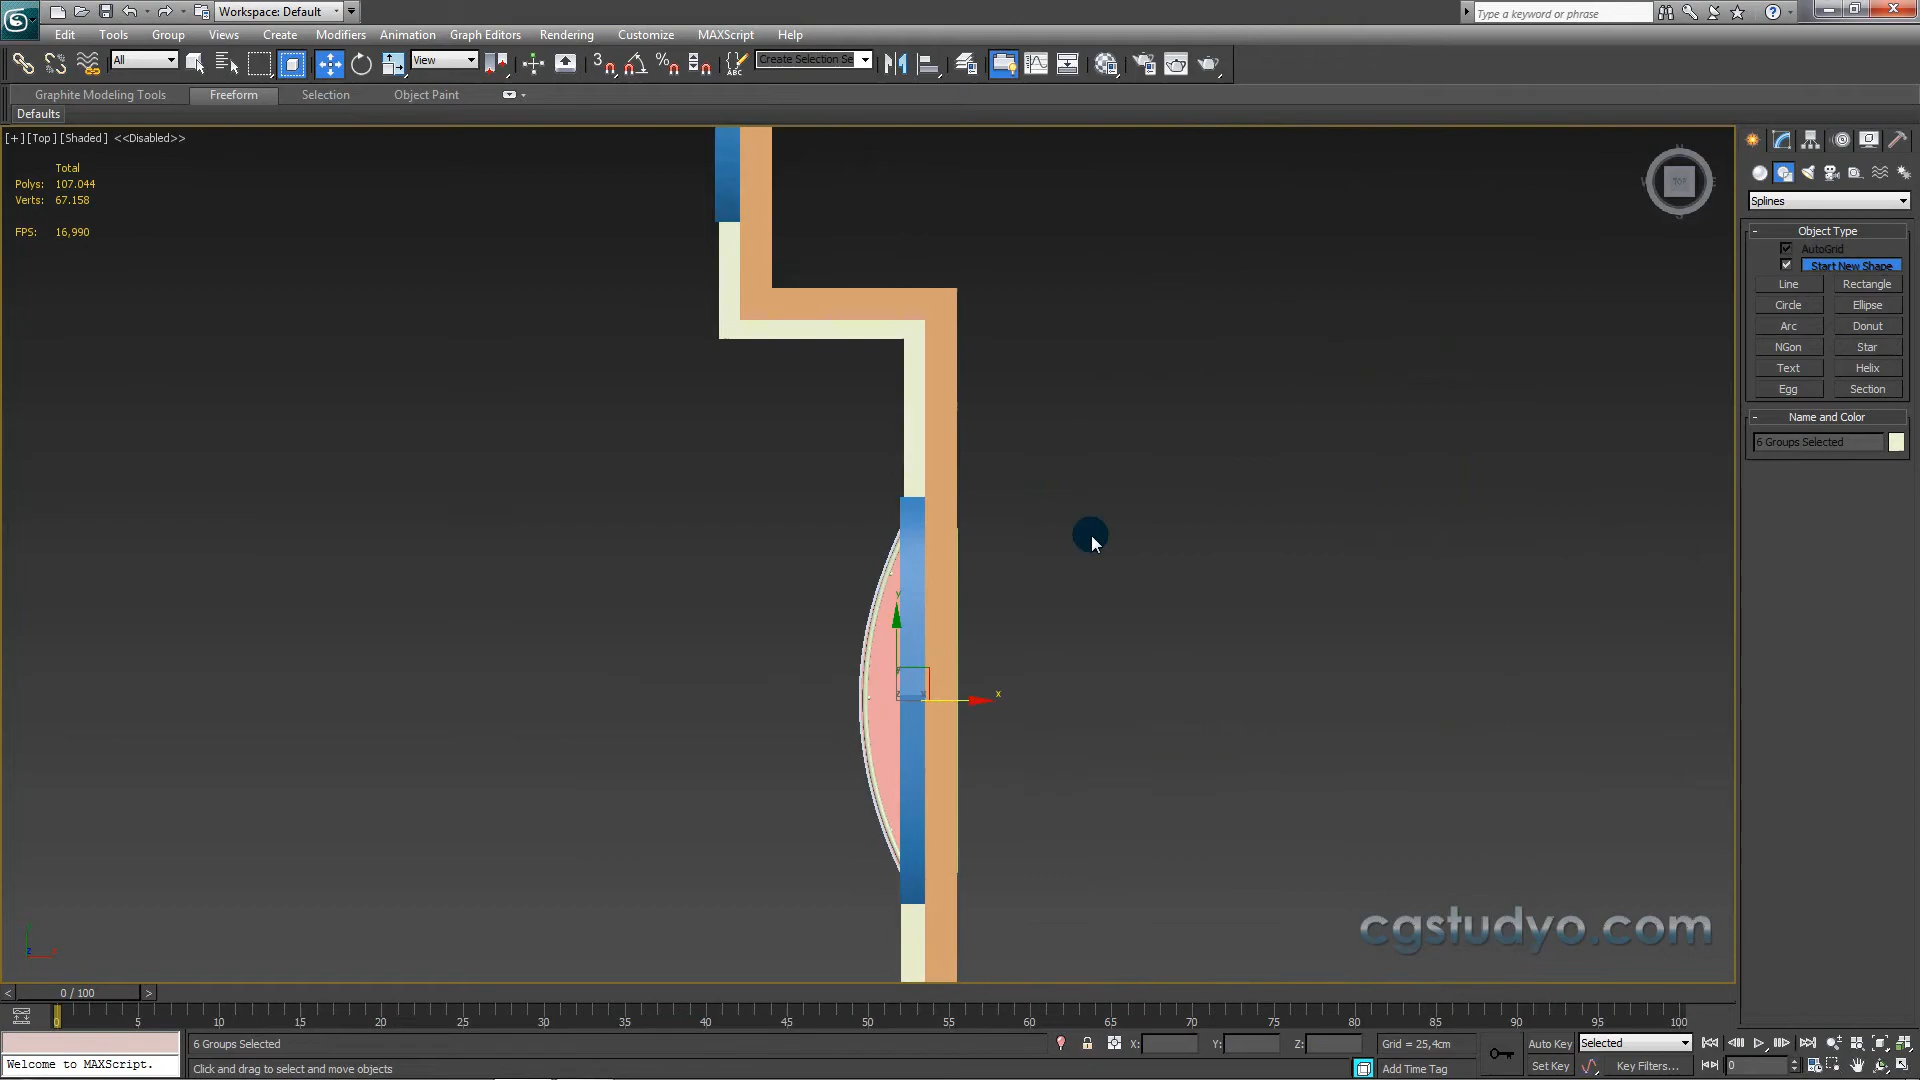 Workspace: Default
Type a keyword or phrase
Edit Tools Group Views Create Modifiers Animation Graph Editors Rendering Customize MAXScript Help
All
View
Create Selection Se
Graphite Modeling Tools Freeform Selection Object Paint
Defaults
[+][Top][Shaded] <<Disabled>>
Total
Polys: 107.044
Verts: 67.158
FPS: 16,990
TOP
Splines
- Object Type
AutoGrid
Start New Shape
Line Rectangle
Circle Ellipse
Arc Donut
NGon Star
Text Helix
Egg Section
- Name and Color
6 Groups Selected
y
x
cgstudyo.com
< 0 / 100 >
0 5 10 15 20 25 30 35 40 45 50 55 60 65 70 75 80 85 90 95 100
6 Groups Selected
X: Y: Z: Grid = 25,4cm
Auto Key Selected
Welcome to MAXScript.
Click and drag to select and move objects
Add Time Tag
Set Key Key Filters... 0